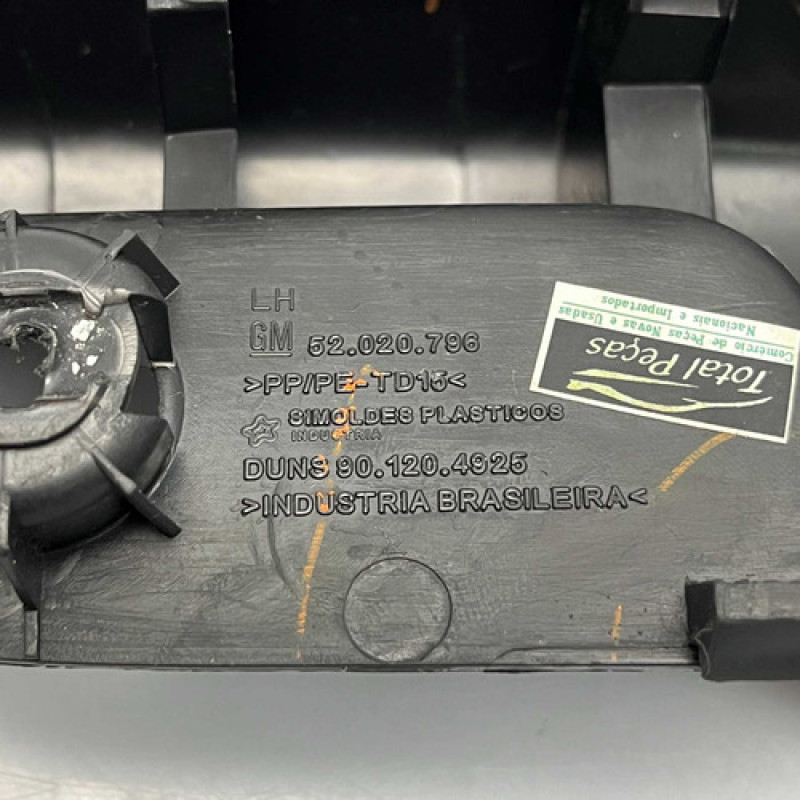 LH
GM 52.020.796
>PP/PE-TD15<
SIMOLDES PLASTICOS
INDUSTRIA
DUNS 90.120.4925
>INDUSTRIA BRASILEIRA<
Total Peças
Comércio de Peças Novas e Usadas
Nacionais e Importados